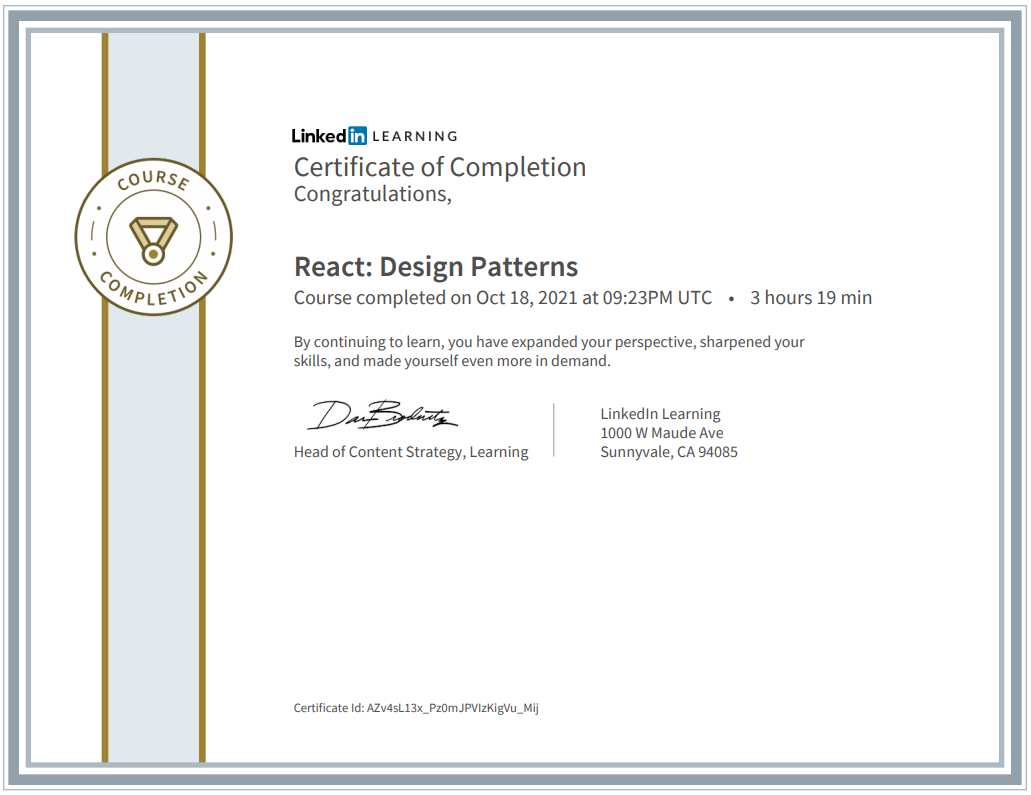 COURSE
COMPLETION
Linked in LEARNING
Certificate of Completion
Congratulations,
React: Design Patterns
Course completed on Oct 18, 2021 at 09:23PM UTC • 3 hours 19 min
By continuing to learn, you have expanded your perspective, sharpened your
skills, and made yourself even more in demand.
Head of Content Strategy, Learning
LinkedIn Learning
1000 W Maude Ave
Sunnyvale, CA 94085
Certificate Id: AZv4sL13x_Pz0mJPVIzKigVu_Mij